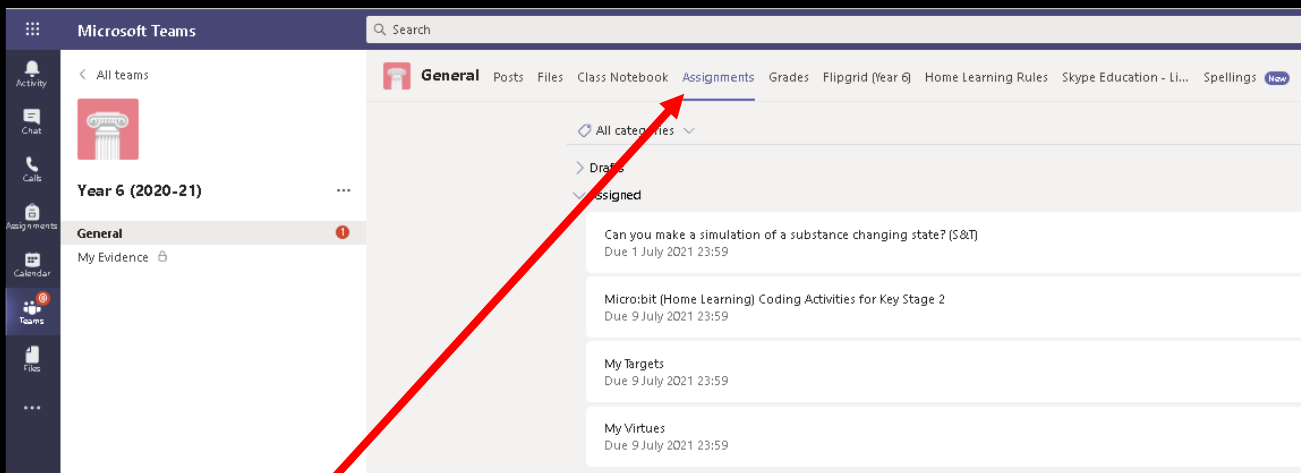 Microsoft Teams
Search
Activity
Chat
Calls
Assignments
Calendar
Teams
Files
All teams
Year 6 (2020-21)
General
1
My Evidence
General Posts Files Class Notebook Assignments Grades Flipgrid (Year 6) Home Learning Rules Skype Education - Li... Spellings New
All categories
Drafts
Assigned
Can you make a simulation of a substance changing state? (S&T)
Due 1 July 2021 23:59
Micro:bit (Home Learning) Coding Activities for Key Stage 2
Due 9 July 2021 23:59
My Targets
Due 9 July 2021 23:59
My Virtues
Due 9 July 2021 23:59